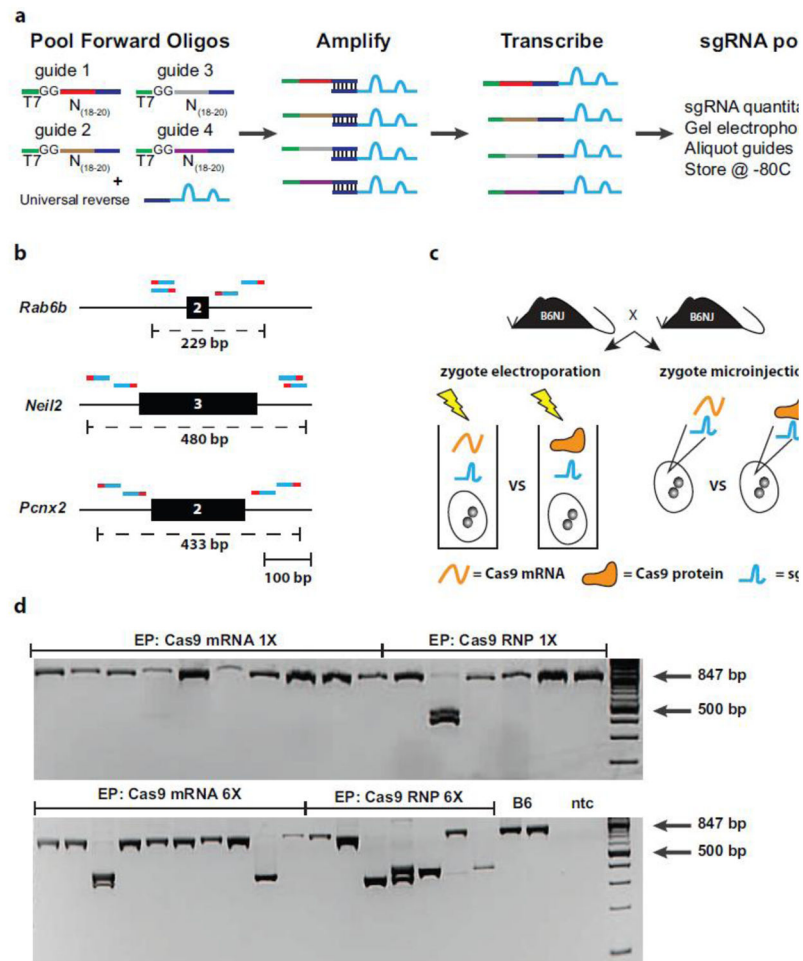 a
Pool Forward Oligos
Amplify
Transcribe
sgRNA po
guide 1
guide 3
GG
GG
T7
N(18-20)
T7
N(18-20)
guide 2
guide 4
GG
GG
T7
N(18-20)
T7
N(18-20)
+
Universal reverse
sgRNA quantita
Gel electropho
Aliquot guides
Store @ -80C
b
Rab6b
2
229 bp
Neil2
3
480 bp
Pcnx2
2
433 bp
100 bp
c
B6NJ
X
B6NJ
zygote electroporation
zygote microinjectio
VS
VS
= Cas9 mRNA
= Cas9 protein
= sg
d
EP: Cas9 mRNA 1X
EP: Cas9 RNP 1X
847 bp
500 bp
EP: Cas9 mRNA 6X
EP: Cas9 RNP 6X
B6
ntc
847 bp
500 bp